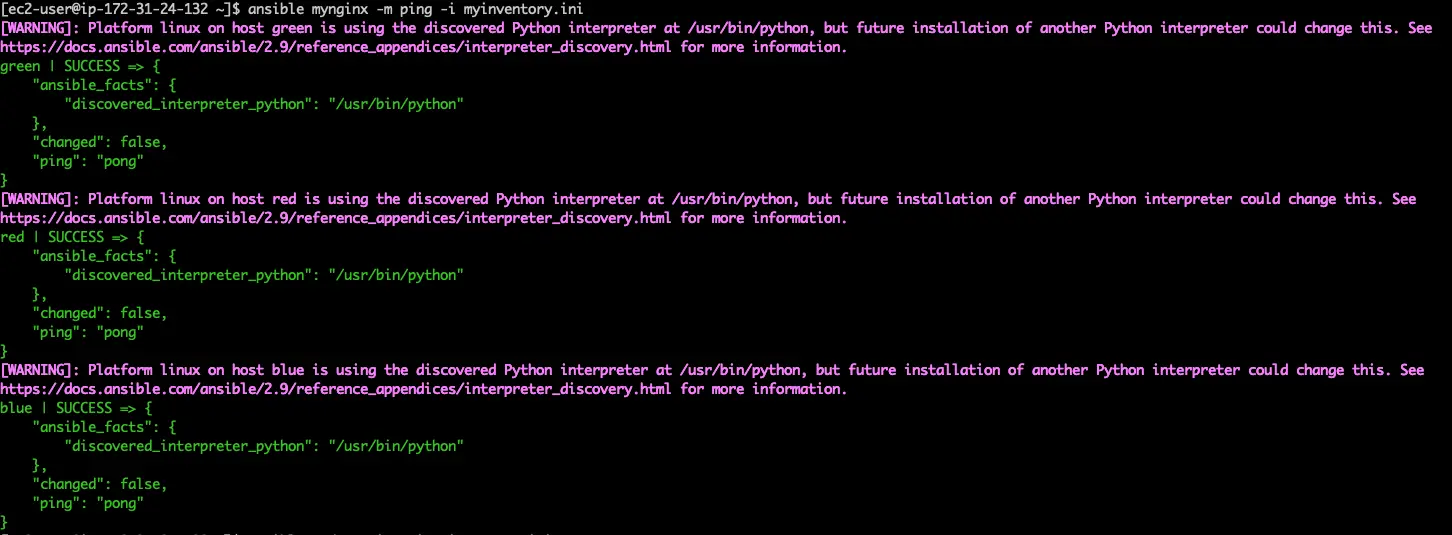 [ec2-user@ip-172-31-24-132 ~]$ ansible mynginx -m ping -i myinventory.ini
[WARNING]: Platform linux on host green is using the discovered Python interpreter at /usr/bin/python, but future installation of another Python interpreter could change this. See
https://docs.ansible.com/ansible/2.9/reference_appendices/interpreter_discovery.html for more information.
green | SUCCESS => {
    "ansible_facts": {
        "discovered_interpreter_python": "/usr/bin/python"
    },
    "changed": false,
    "ping": "pong"
}
[WARNING]: Platform linux on host red is using the discovered Python interpreter at /usr/bin/python, but future installation of another Python interpreter could change this. See
https://docs.ansible.com/ansible/2.9/reference_appendices/interpreter_discovery.html for more information.
red | SUCCESS => {
    "ansible_facts": {
        "discovered_interpreter_python": "/usr/bin/python"
    },
    "changed": false,
    "ping": "pong"
}
[WARNING]: Platform linux on host blue is using the discovered Python interpreter at /usr/bin/python, but future installation of another Python interpreter could change this. See
https://docs.ansible.com/ansible/2.9/reference_appendices/interpreter_discovery.html for more information.
blue | SUCCESS => {
    "ansible_facts": {
        "discovered_interpreter_python": "/usr/bin/python"
    },
    "changed": false,
    "ping": "pong"
}